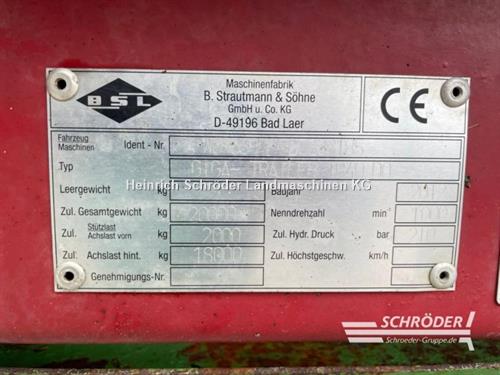 BSL
Maschinenfabrik
B. Strautmann & Söhne
GmbH u. Co. KG
D-49196 Bad Laer
CE
Fahrzeug
Maschinen
Ident - Nr.
Typ
Heinrich Schröder Landmaschinen KG
Leergewicht kg Baujahr
Zul. Gesamtgewicht kg 20000 Nenndrehzahl min 1000
Zul. Stützlast
Achslast vorn kg 2000 Zul. Hydr. Druck bar
Zul. Achslast hint. kg 18000 Zul. Höchstgeschw. km/h
Genehmigungs-Nr.
SCHRÖDER
Schroeder-Gruppe.de